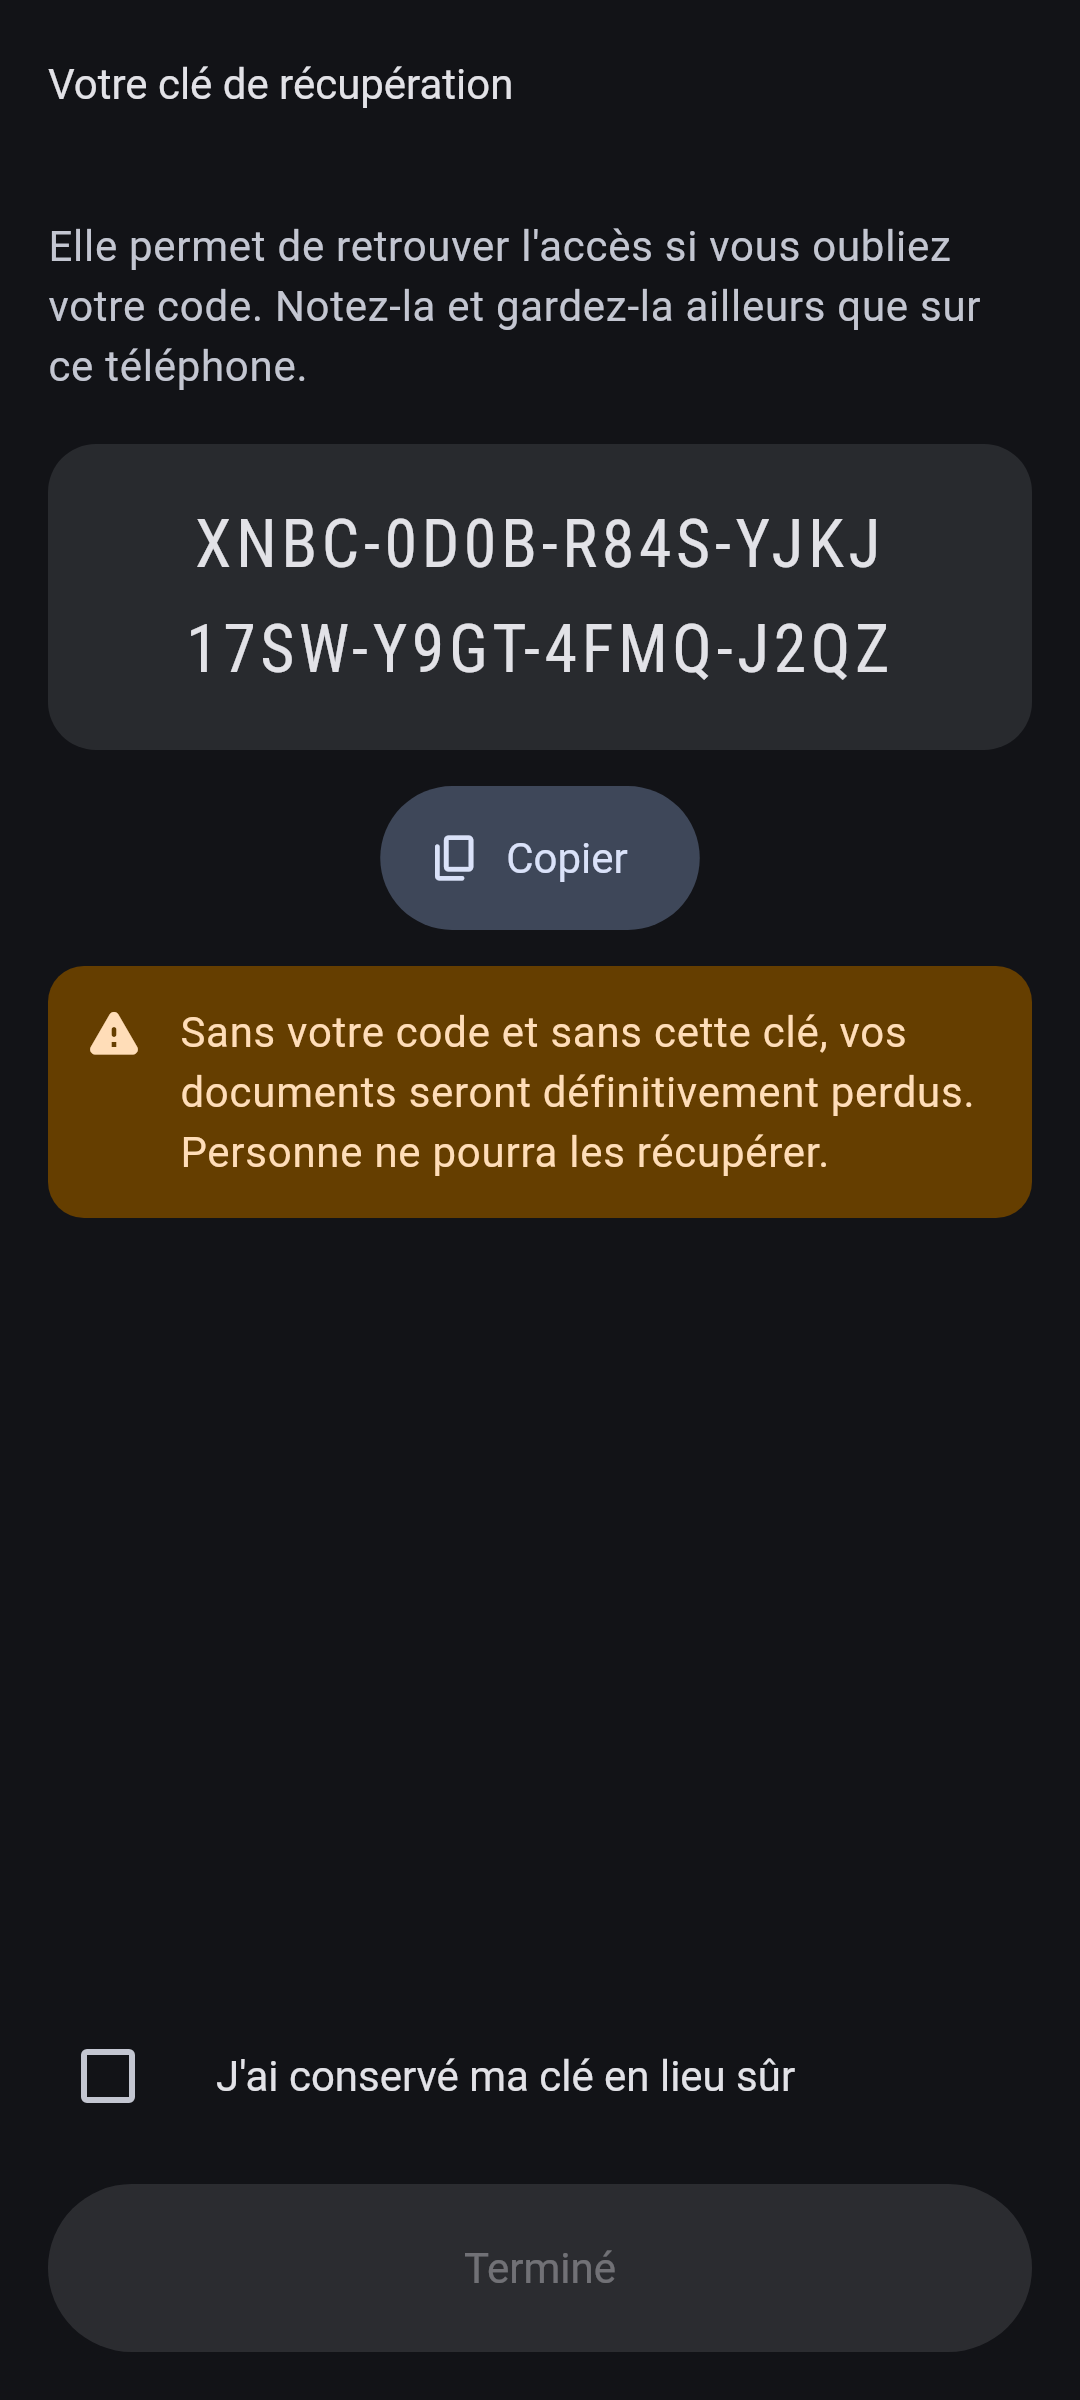 Votre clé de récupération
Elle permet de retrouver l'accès si vous oubliez
votre code. Notez-la et gardez-la ailleurs que sur
ce téléphone.
XNBC-0D0B-R84S-YJKJ
17SW-Y9GT-4FMQ-J2QZ
Copier
Sans votre code et sans cette clé, vos
documents seront définitivement perdus.
Personne ne pourra les récupérer.
J'ai conservé ma clé en lieu sûr
Terminé